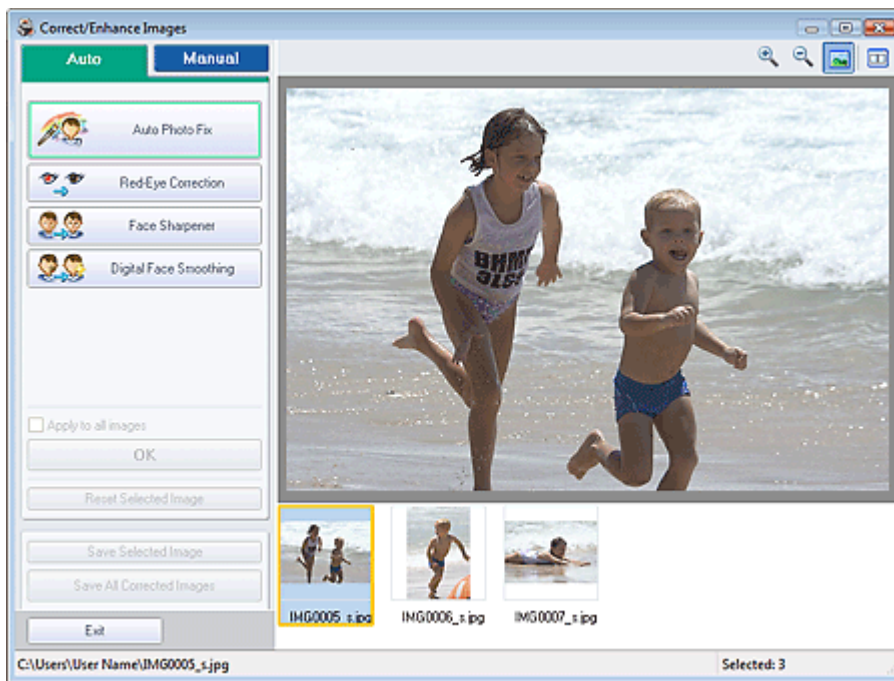 Correct/Enhance Images
Auto
Manual
Auto Photo Fix
Red-Eye Correction
Face Sharpener
Digital Face Smoothing
Apply to all images
OK
Reset Selected Image
Save Selected Image
Save All Corrected Images
Exit
BHMV
3LSC
IMG0005_s.jpg
IMG0006_s.jpg
IMG0007_s.jpg
C:\Users\User Name\IMG0005_s.jpg
Selected: 3